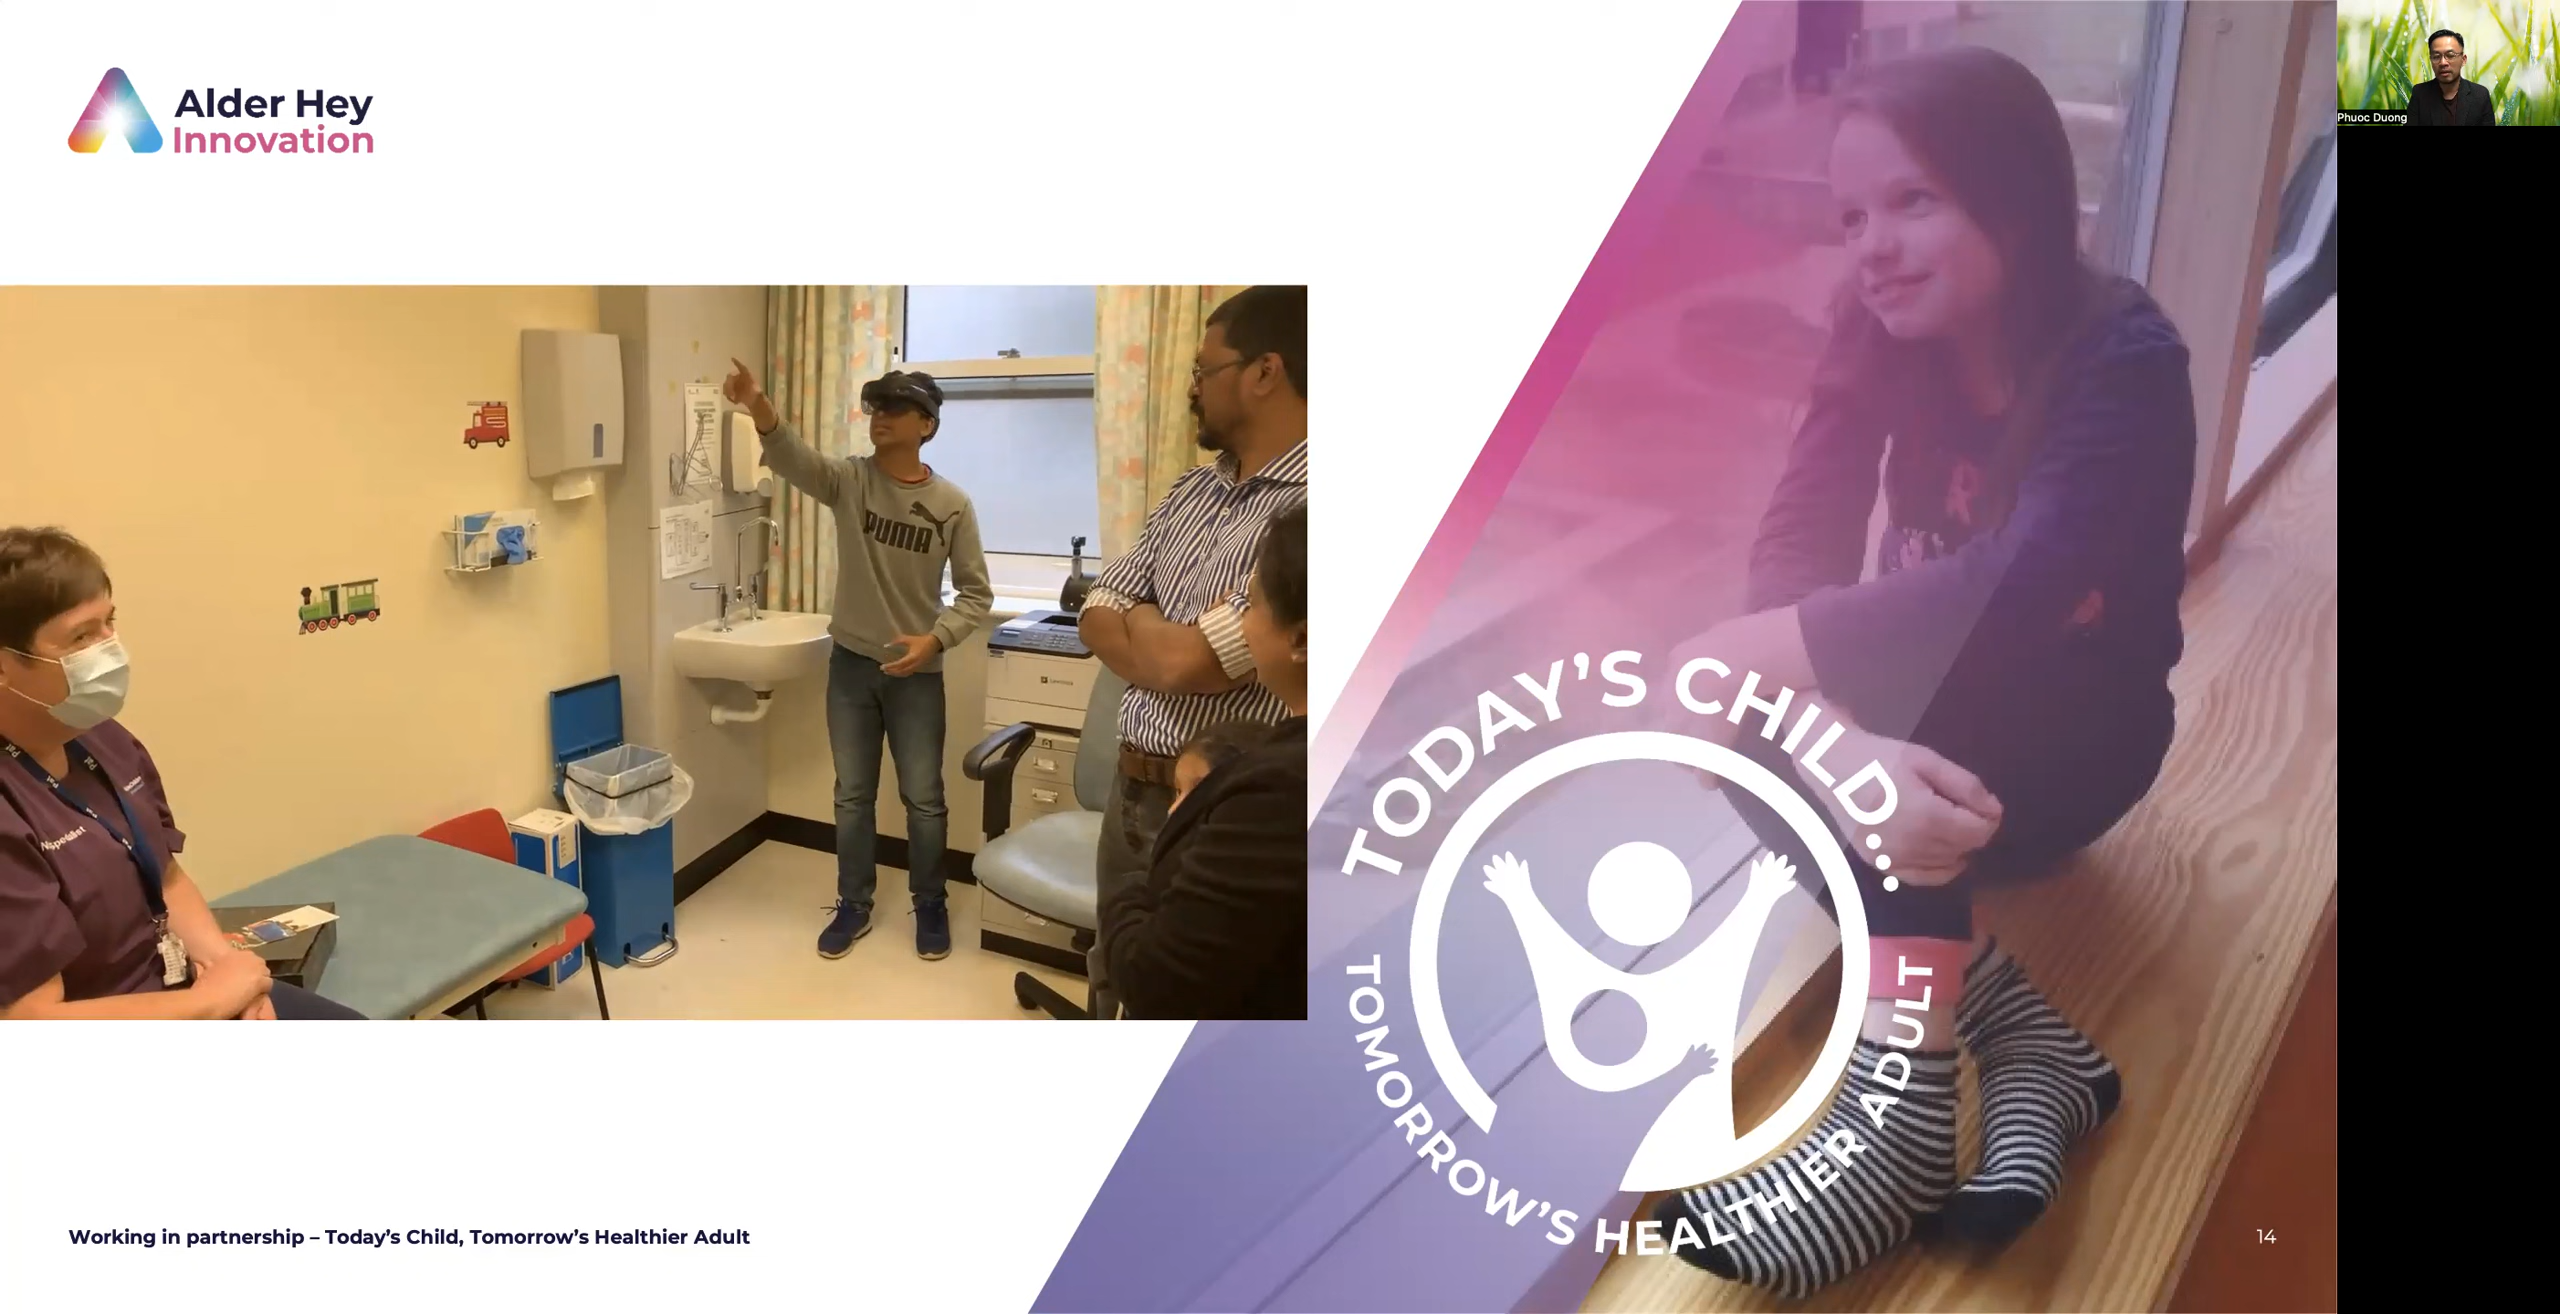 Alder Hey
Innovation
Phuoc Duong
PUMA
Lexmark
TODAY'S CHILD...
TOMORROW'S HEALTHIER ADULT
Working in partnership – Today's Child, Tomorrow's Healthier Adult
14